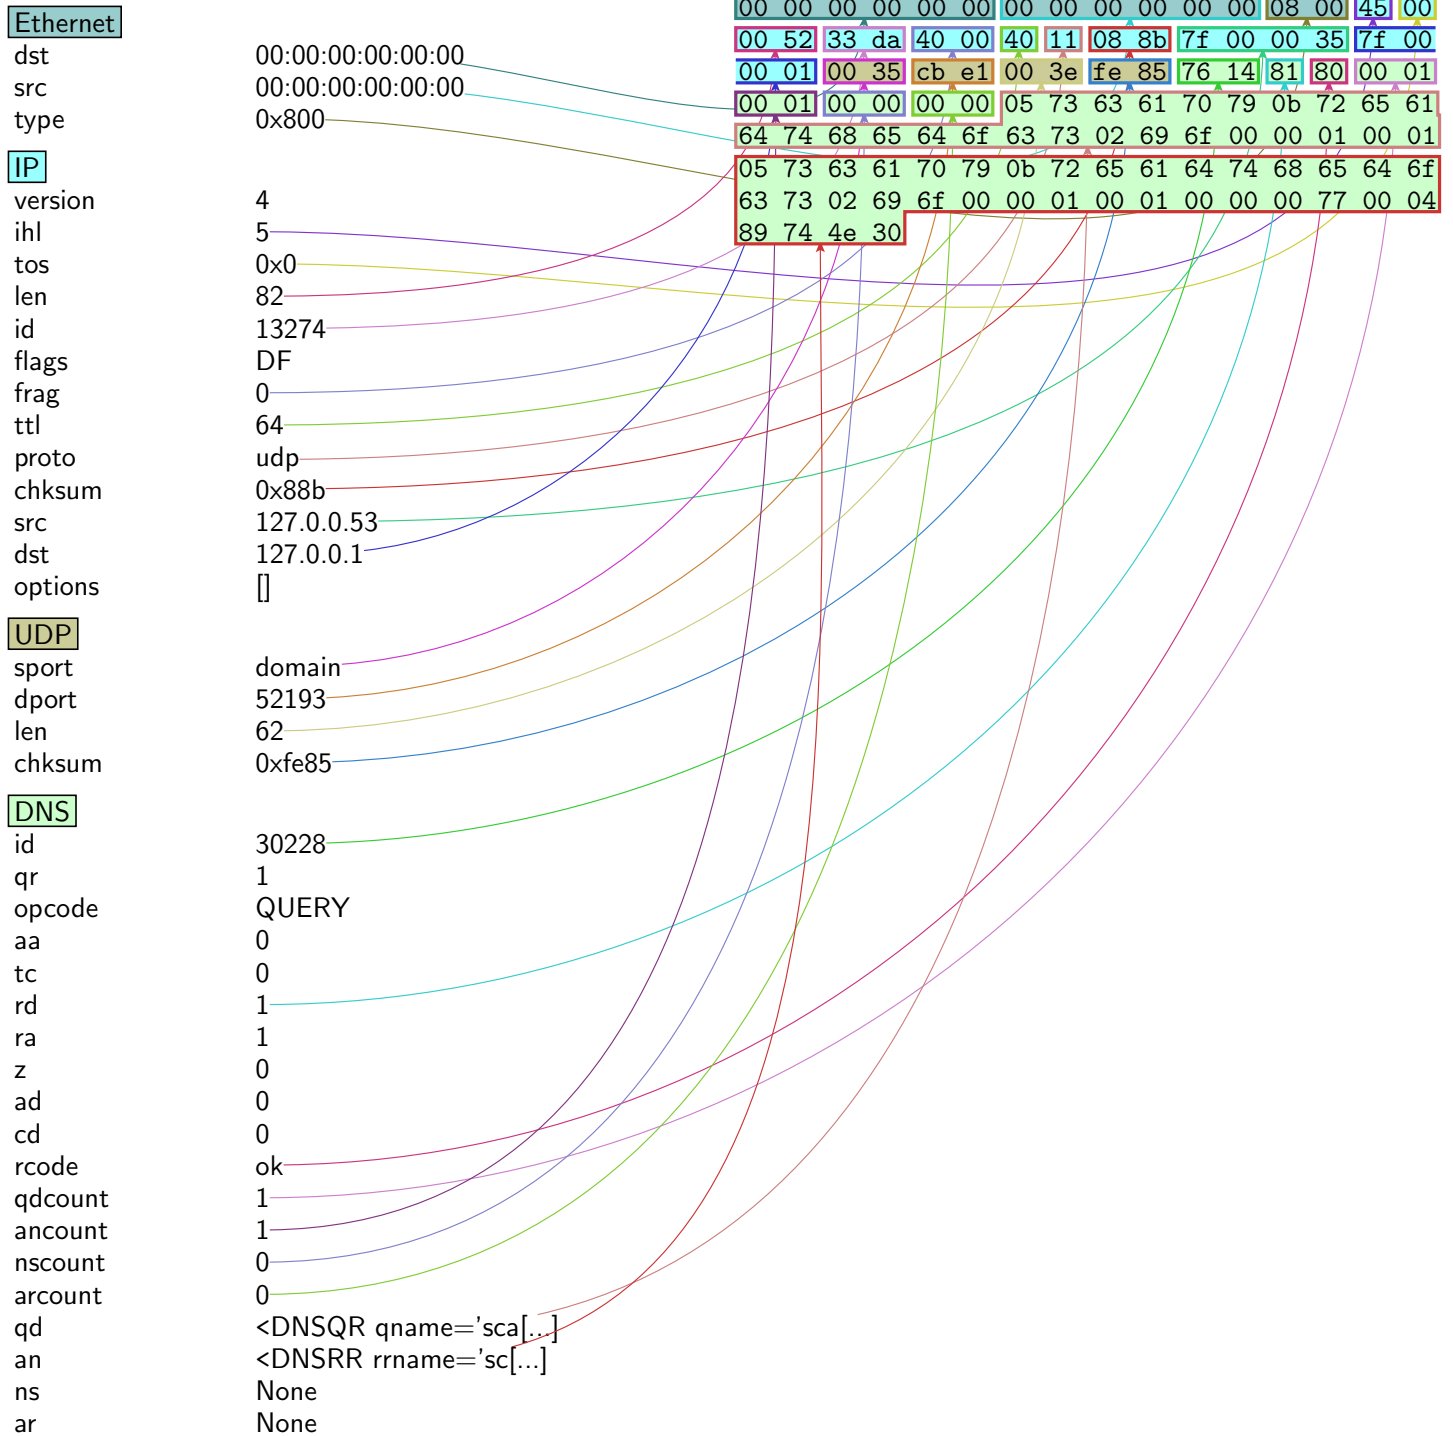 Ethernet
dst 00:00:00:00:00:00
src 00:00:00:00:00:00
type 0x800
IP
version 4
ihl 5
tos 0x0
len 82
id 13274
flags DF
frag 0
ttl 64
proto udp
chksum 0x88b
src 127.0.0.53
dst 127.0.0.1
options []
UDP
sport domain
dport 52193
len 62
chksum 0xfe85
DNS
id 30228
qr 1
opcode QUERY
aa 0
tc 0
rd 1
ra 1
z 0
ad 0
cd 0
rcode ok
qdcount 1
ancount 1
nscount 0
arcount 0
qd <DNSQR qname='sca[...]
an <DNSRR rrname='sc[...]
ns None
ar None
00 00 00 00 00 00 00 00 00 00 00 00 08 00 45 00
00 52 33 da 40 00 40 11 08 8b 7f 00 00 35 7f 00
00 01 00 35 cb e1 00 3e fe 85 76 14 81 80 00 01
00 01 00 00 00 00 05 73 63 61 70 79 0b 72 65 61
64 74 68 65 64 6f 63 73 02 69 6f 00 00 01 00 01
05 73 63 61 70 79 0b 72 65 61 64 74 68 65 64 6f
63 73 02 69 6f 00 00 01 00 01 00 00 00 77 00 04
89 74 4e 30